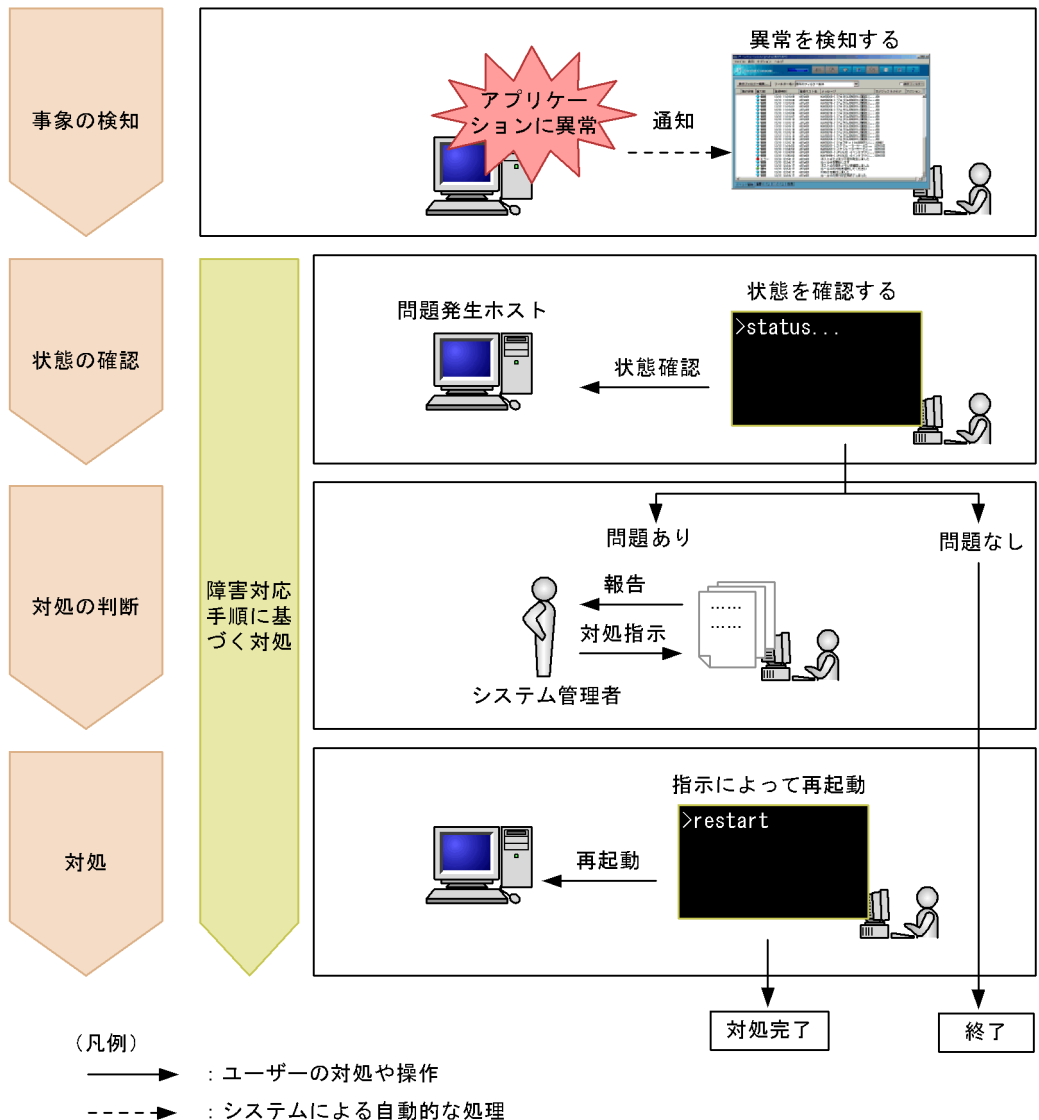 事象の検知
異常を検知する
アプリケー
ションに異常
通知
状態の確認
問題発生ホスト
状態を確認する
>status...
状態確認
対処の判断
障害対応
手順に基
づく対処
問題あり
問題なし
報告
……
……
対処指示
システム管理者
対処
指示によって再起動
>restart
再起動
対処完了
終了
（凡例）
：ユーザーの対処や操作
：システムによる自動的な処理